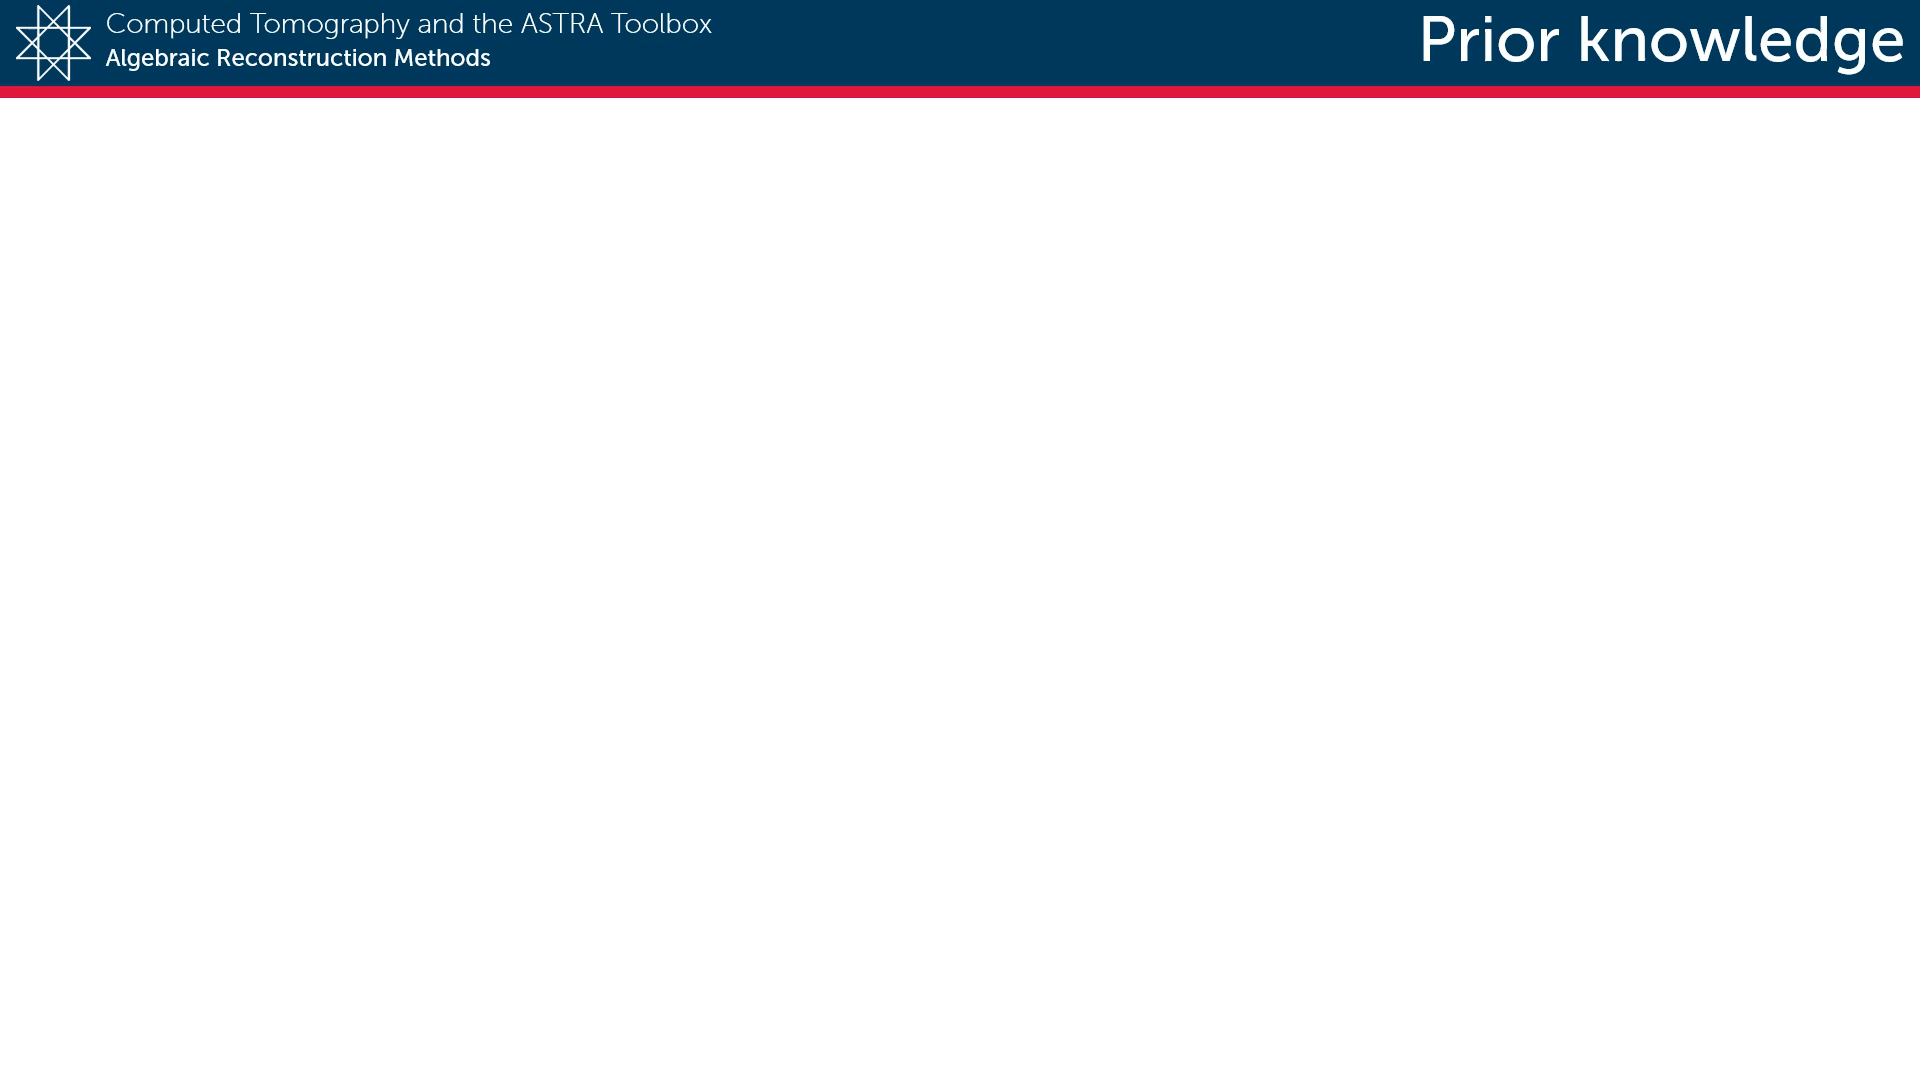 Computed Tomography and the ASTRA Toolbox
Algebraic Reconstruction Methods
Prior knowledge